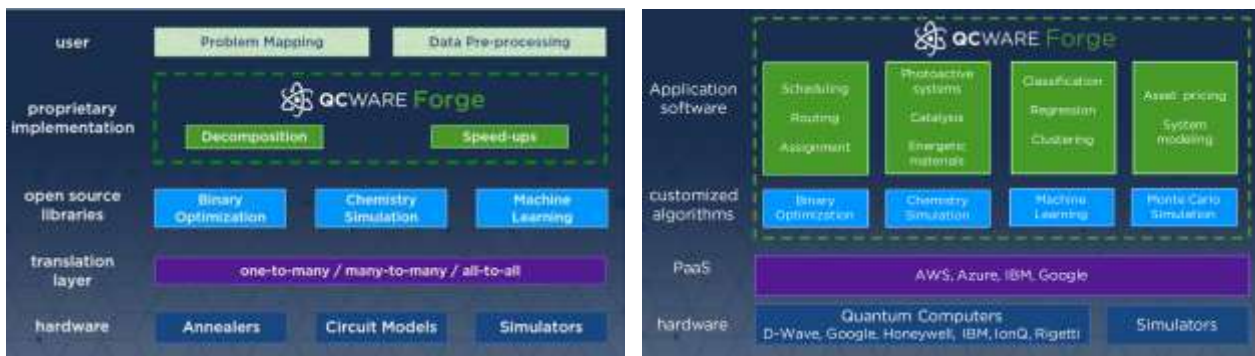 user
Problem Mapping
Data Pre-processing
proprietary
implementation
QCWARE Forge
Decomposition
Speed-ups
open source
libraries
Binary
Optimization
Chemistry
Simulation
Machine
Learning
translation
layer
one-to-many / many-to-many / all-to-all
hardware
Annealers
Circuit Models
Simulators
QCWARE Forge
Application
software
Scheduling
Routing
Assignment
Photoactive
systems
Catalysis
Energetic
materials
Classification
Regression
Clustering
Asset pricing
System
modeling
customized
algorithms
Binary
Optimization
Chemistry
Simulation
Machine
Learning
Monte Carlo
Simulation
PaaS
AWS, Azure, IBM, Google
hardware
Quantum Computers
D-Wave, Google, Honeywell, IBM, IonQ, Rigetti
Simulators